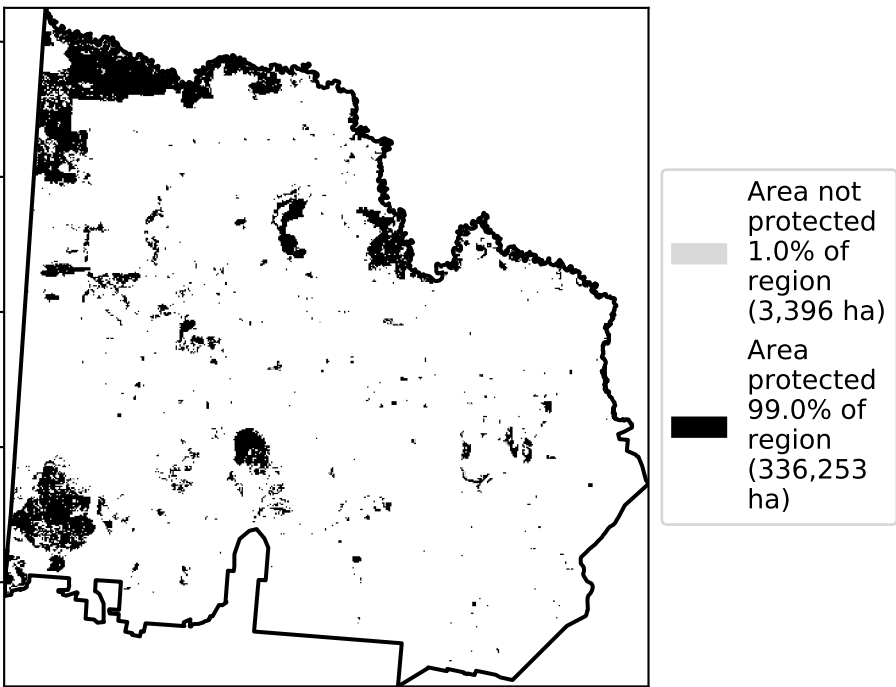 Area not
protected
1.0% of
region
(3,396 ha)
Area
protected
99.0% of
region
(336,253
ha)